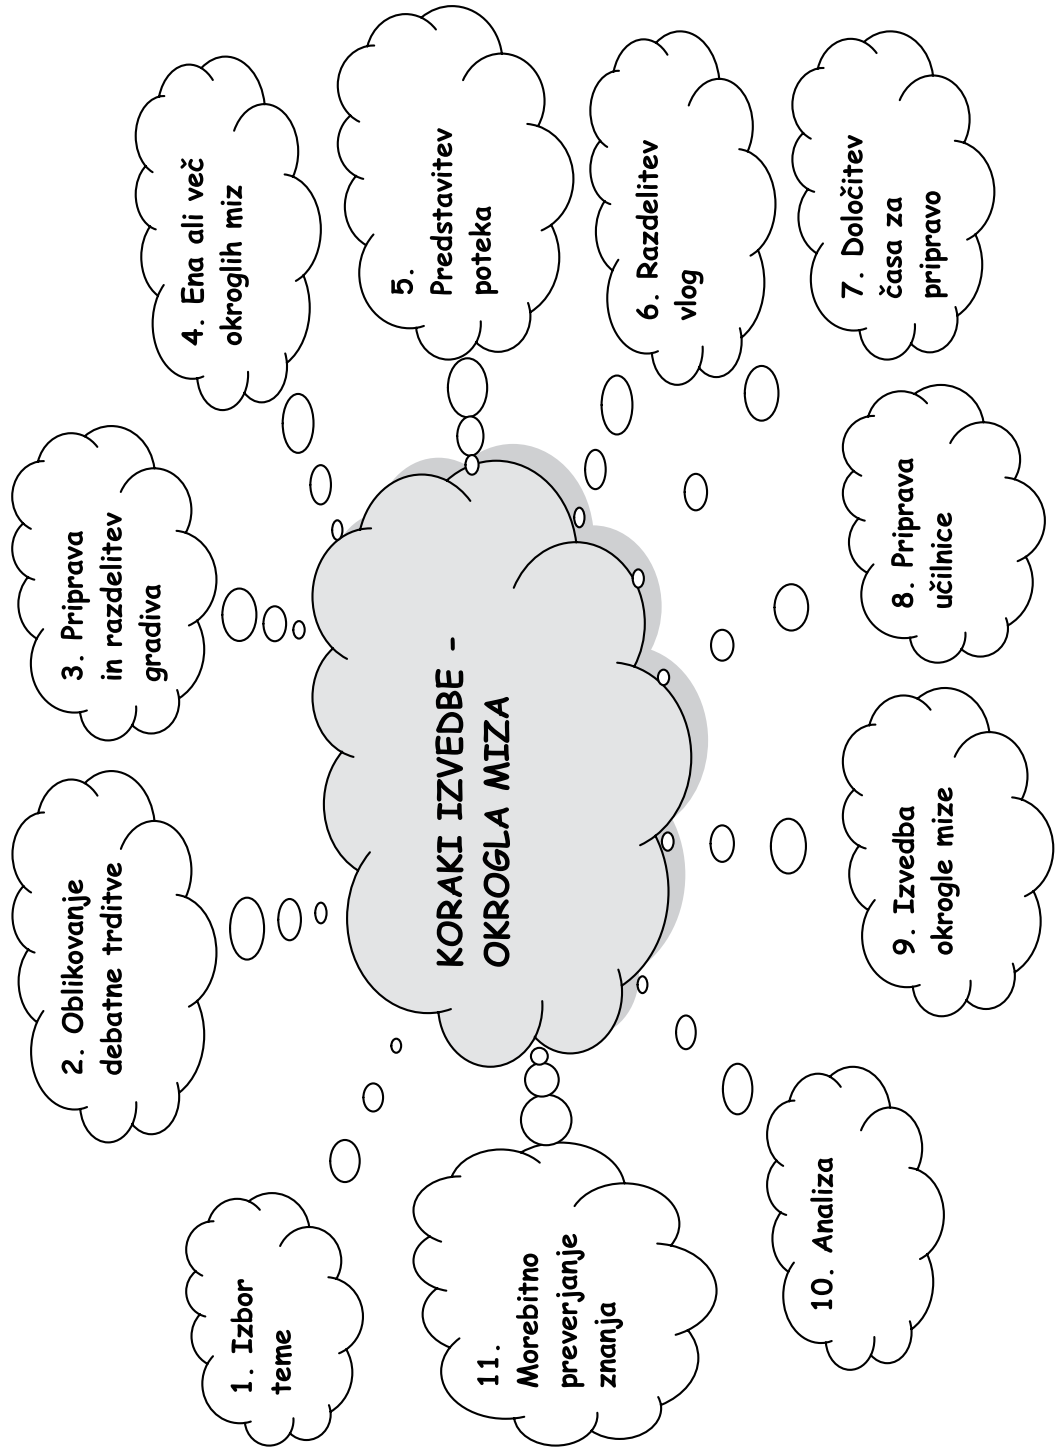 KORAKI IZVEDBE -
OKROGLA MIZA
1. Izbor
teme
2. Oblikovanje
debatne trditve
3. Priprava
in razdelitev
gradiva
4. Ena ali več
okroglih miz
5.
Predstavitev
poteka
6. Razdelitev
vlog
7. Določitev
časa za
pripravo
8. Priprava
učilnice
9. Izvedba
okrogle mize
10. Analiza
11.
Morebitno
preverjanje
znanja